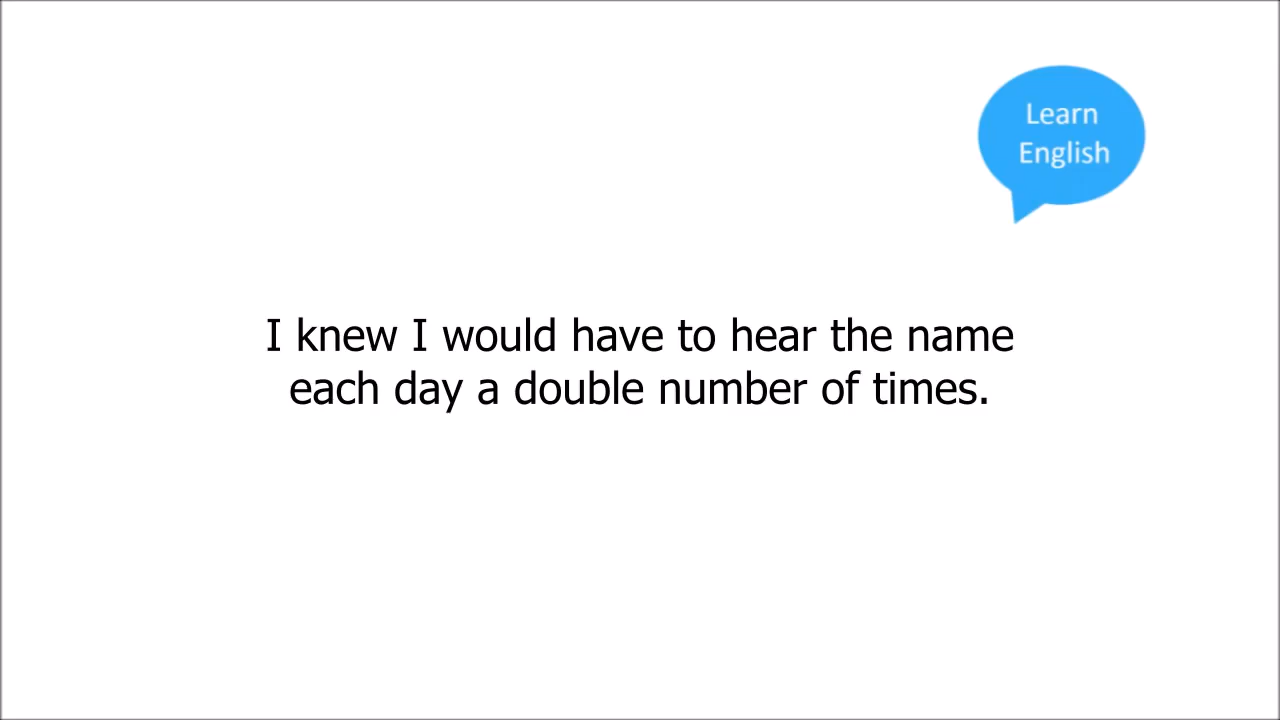 Learn
English
I knew I would have to hear the name
each day a double number of times.